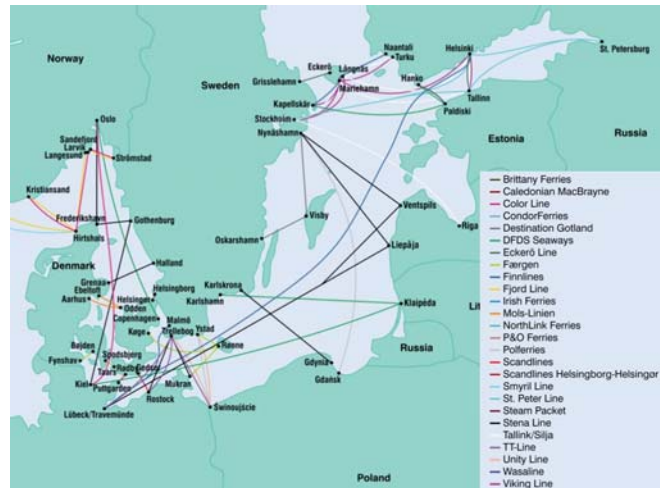 Norway
Sweden
Naantali
Turku
Helsinki
St. Petersburg
Eckerö
Långnäs
Grisslehamn
Mariehamn
Hanko
Tallinn
Kapellskär
Paldiski
Stockholm
Nynäshamn
Estonia
Russia
Oslo
Sandefjord
Larvik
Langesund
Strömstad
Kristiansand
Frederikshavn
Gothenburg
Hirtshals
Visby
Oskarshamn
Ventspils
Riga
Liepāja
Denmark
Halland
Grenaa
Ebeltoft
Aarhus
Odden
Helsingør
Helsingborg
Copenhagen
Karlskrona
Karlshamn
Klaipėda
Malmö
Køge
Trelleborg
Ystad
Rønne
Russia
Bøjden
Fynshav
Spodsbjerg
Taars
Gedser
Kiel
Puttgarden
Rostock
Mukran
Lübeck/Travemünde
Świnoujście
Gdynia
Gdańsk
Poland
Brittany Ferries
Caledonian MacBrayne
Color Line
CondorFerries
Destination Gotland
DFDS Seaways
Eckerö Line
Færgen
Finnlines
Fjord Line
Irish Ferries
Mols-Linien
NorthLink Ferries
P&O Ferries
Polferries
Scandlines
Scandlines Helsingborg-Helsingør
Smyril Line
St. Peter Line
Steam Packet
Stena Line
Tallink/Silja
TT-Line
Unity Line
Wasaline
Viking Line